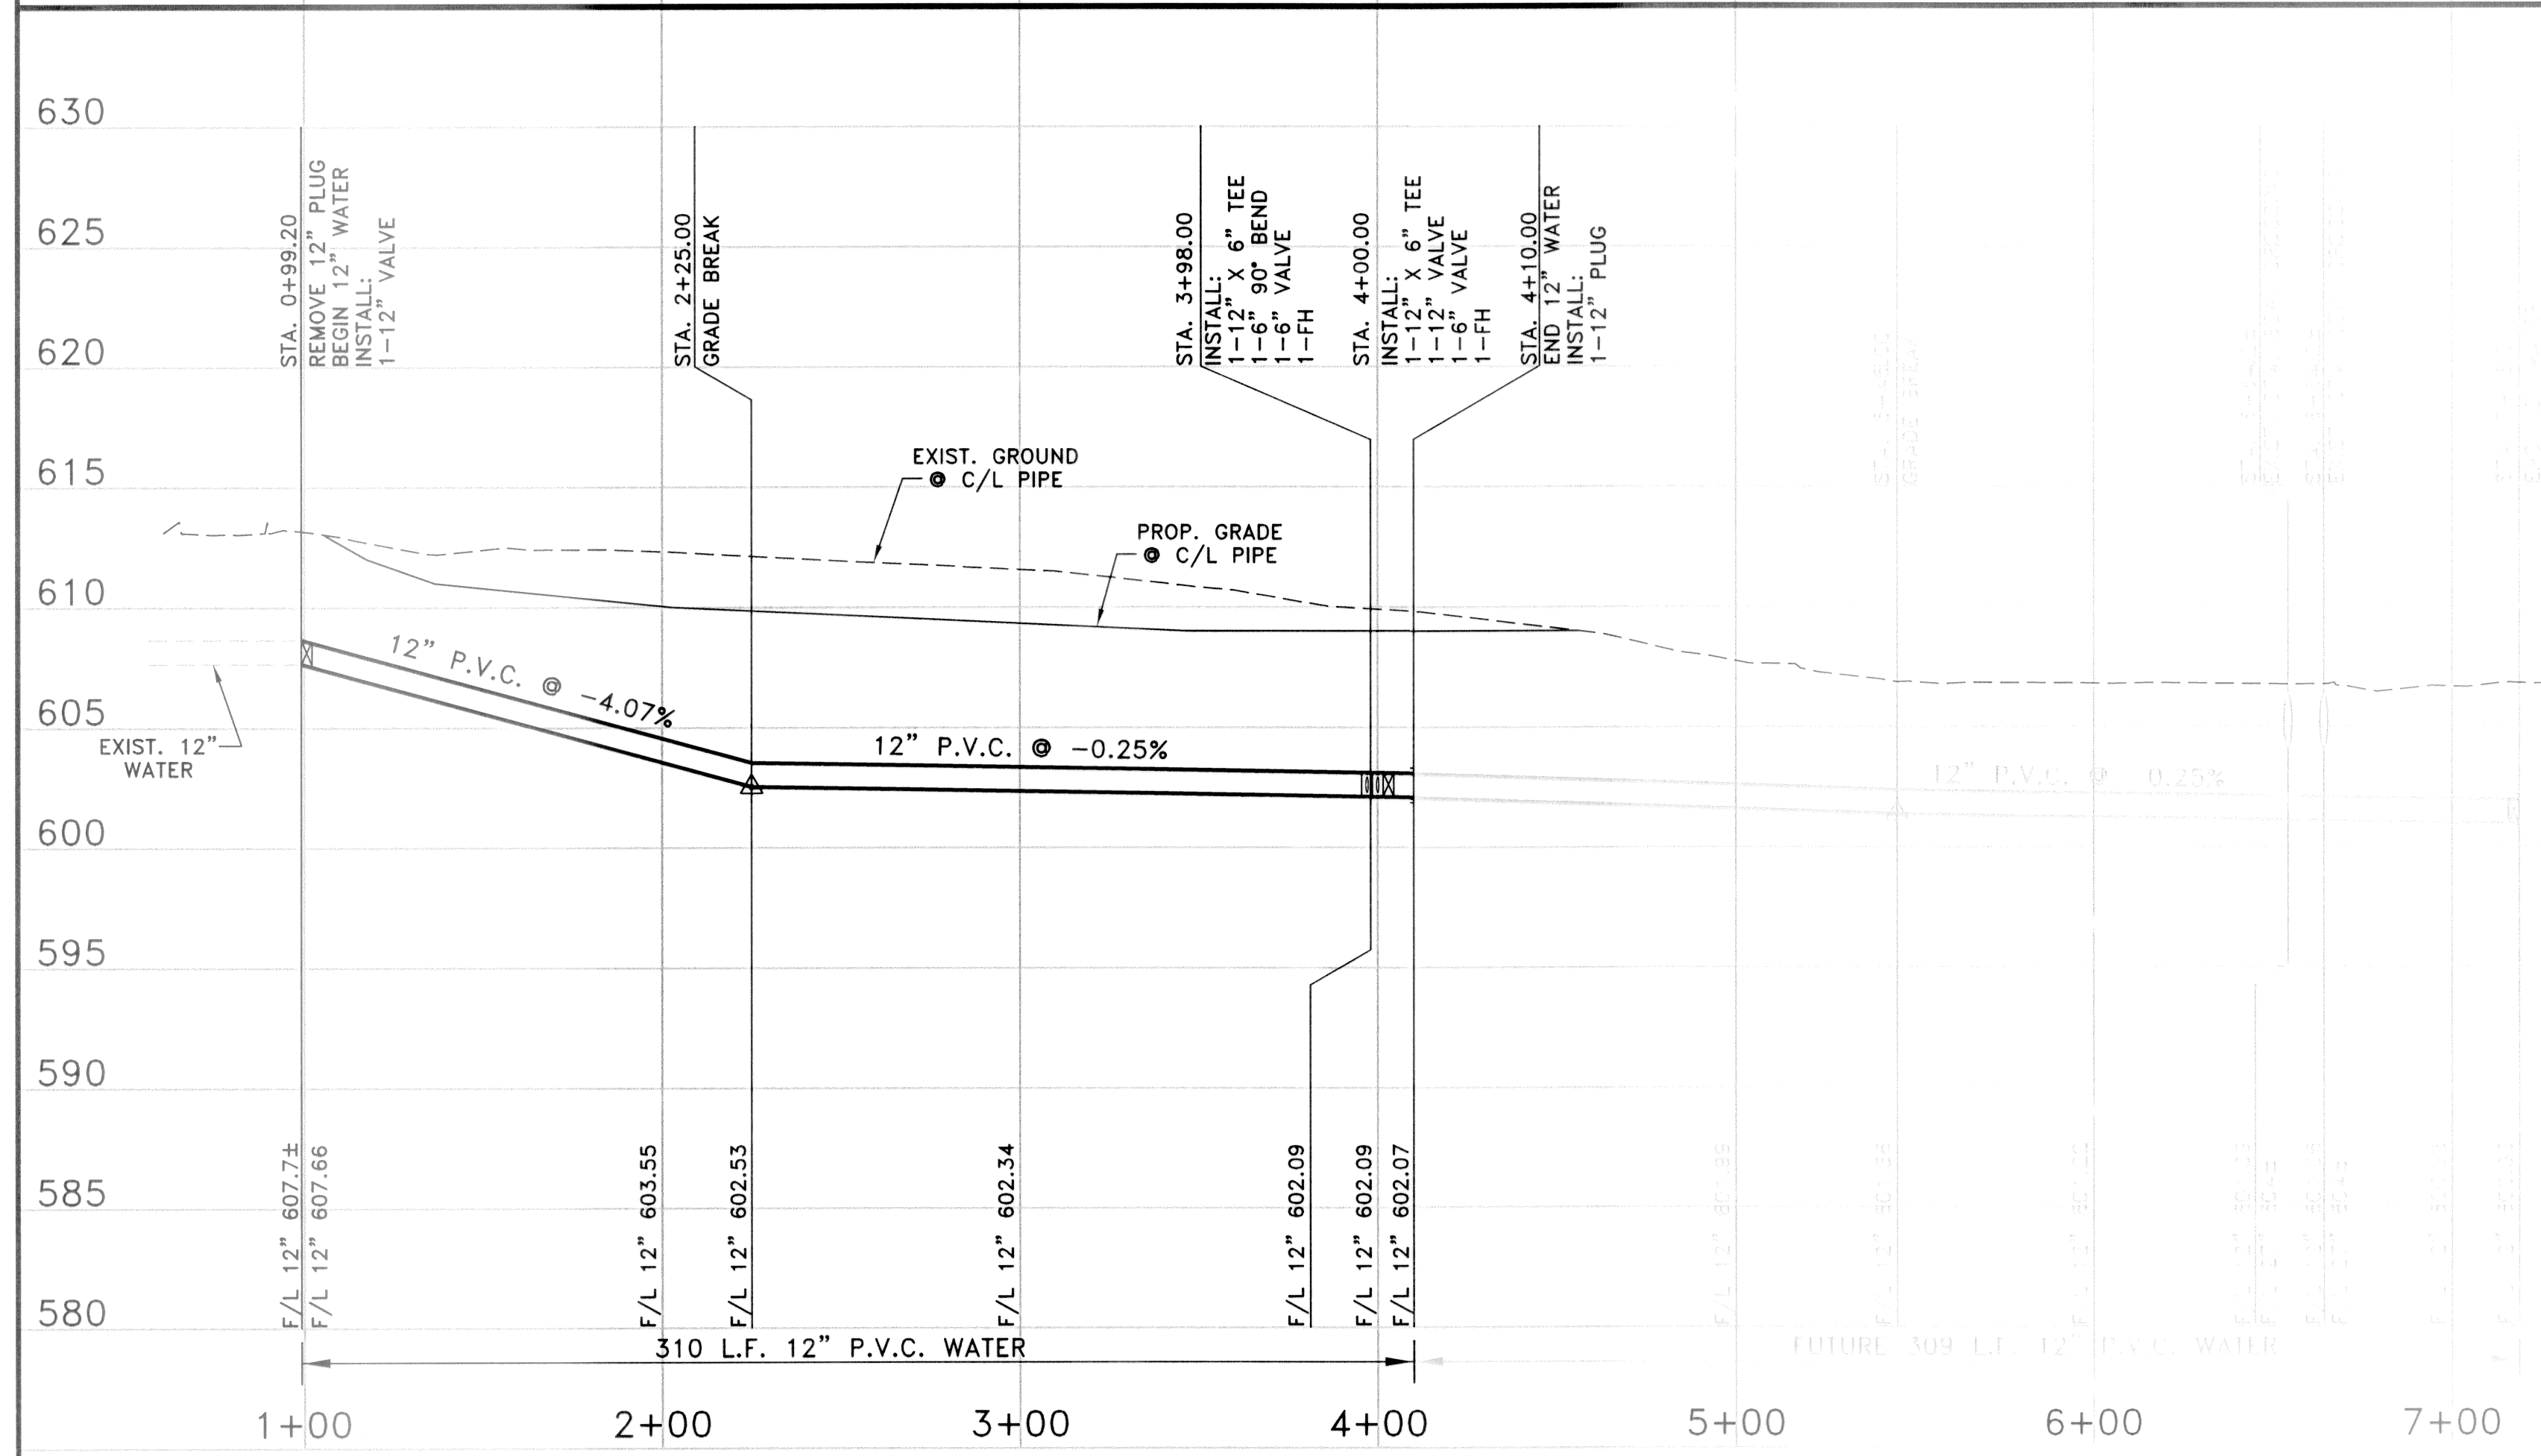 630
625
620
615
610
605
600
595
590
585
580
STA. 0+99.20
REMOVE 12" PLUG
BEGIN 12" WATER
INSTALL:
1-12" VALVE
STA. 2+25.00
GRADE BREAK
STA. 3+98.00
INSTALL:
1-12" X 6" TEE
1-6" 90° BEND
1-6" VALVE
1-FH
STA. 4+00.00
INSTALL:
1-12" X 6" TEE
1-12" VALVE
1-6" VALVE
1-FH
STA. 4+10.00
END 12" WATER
INSTALL:
1-12" PLUG
GRADE BREAK
EXIST. GROUND
@ C/L PIPE
PROP. GRADE
@ C/L PIPE
12" P.V.C. @ -4.07%
EXIST. 12"
WATER
12" P.V.C. @ -0.25%
12" P.V.C. @ 0.25%
F/L 12" 607.7±
F/L 12" 607.66
F/L 12" 603.55
F/L 12" 602.53
F/L 12" 602.34
F/L 12" 602.09
F/L 12" 602.09
F/L 12" 602.07
310 L.F. 12" P.V.C. WATER
FUTURE 309 L.F. 12" P.V.C. WATER
1+00
2+00
3+00
4+00
5+00
6+00
7+00